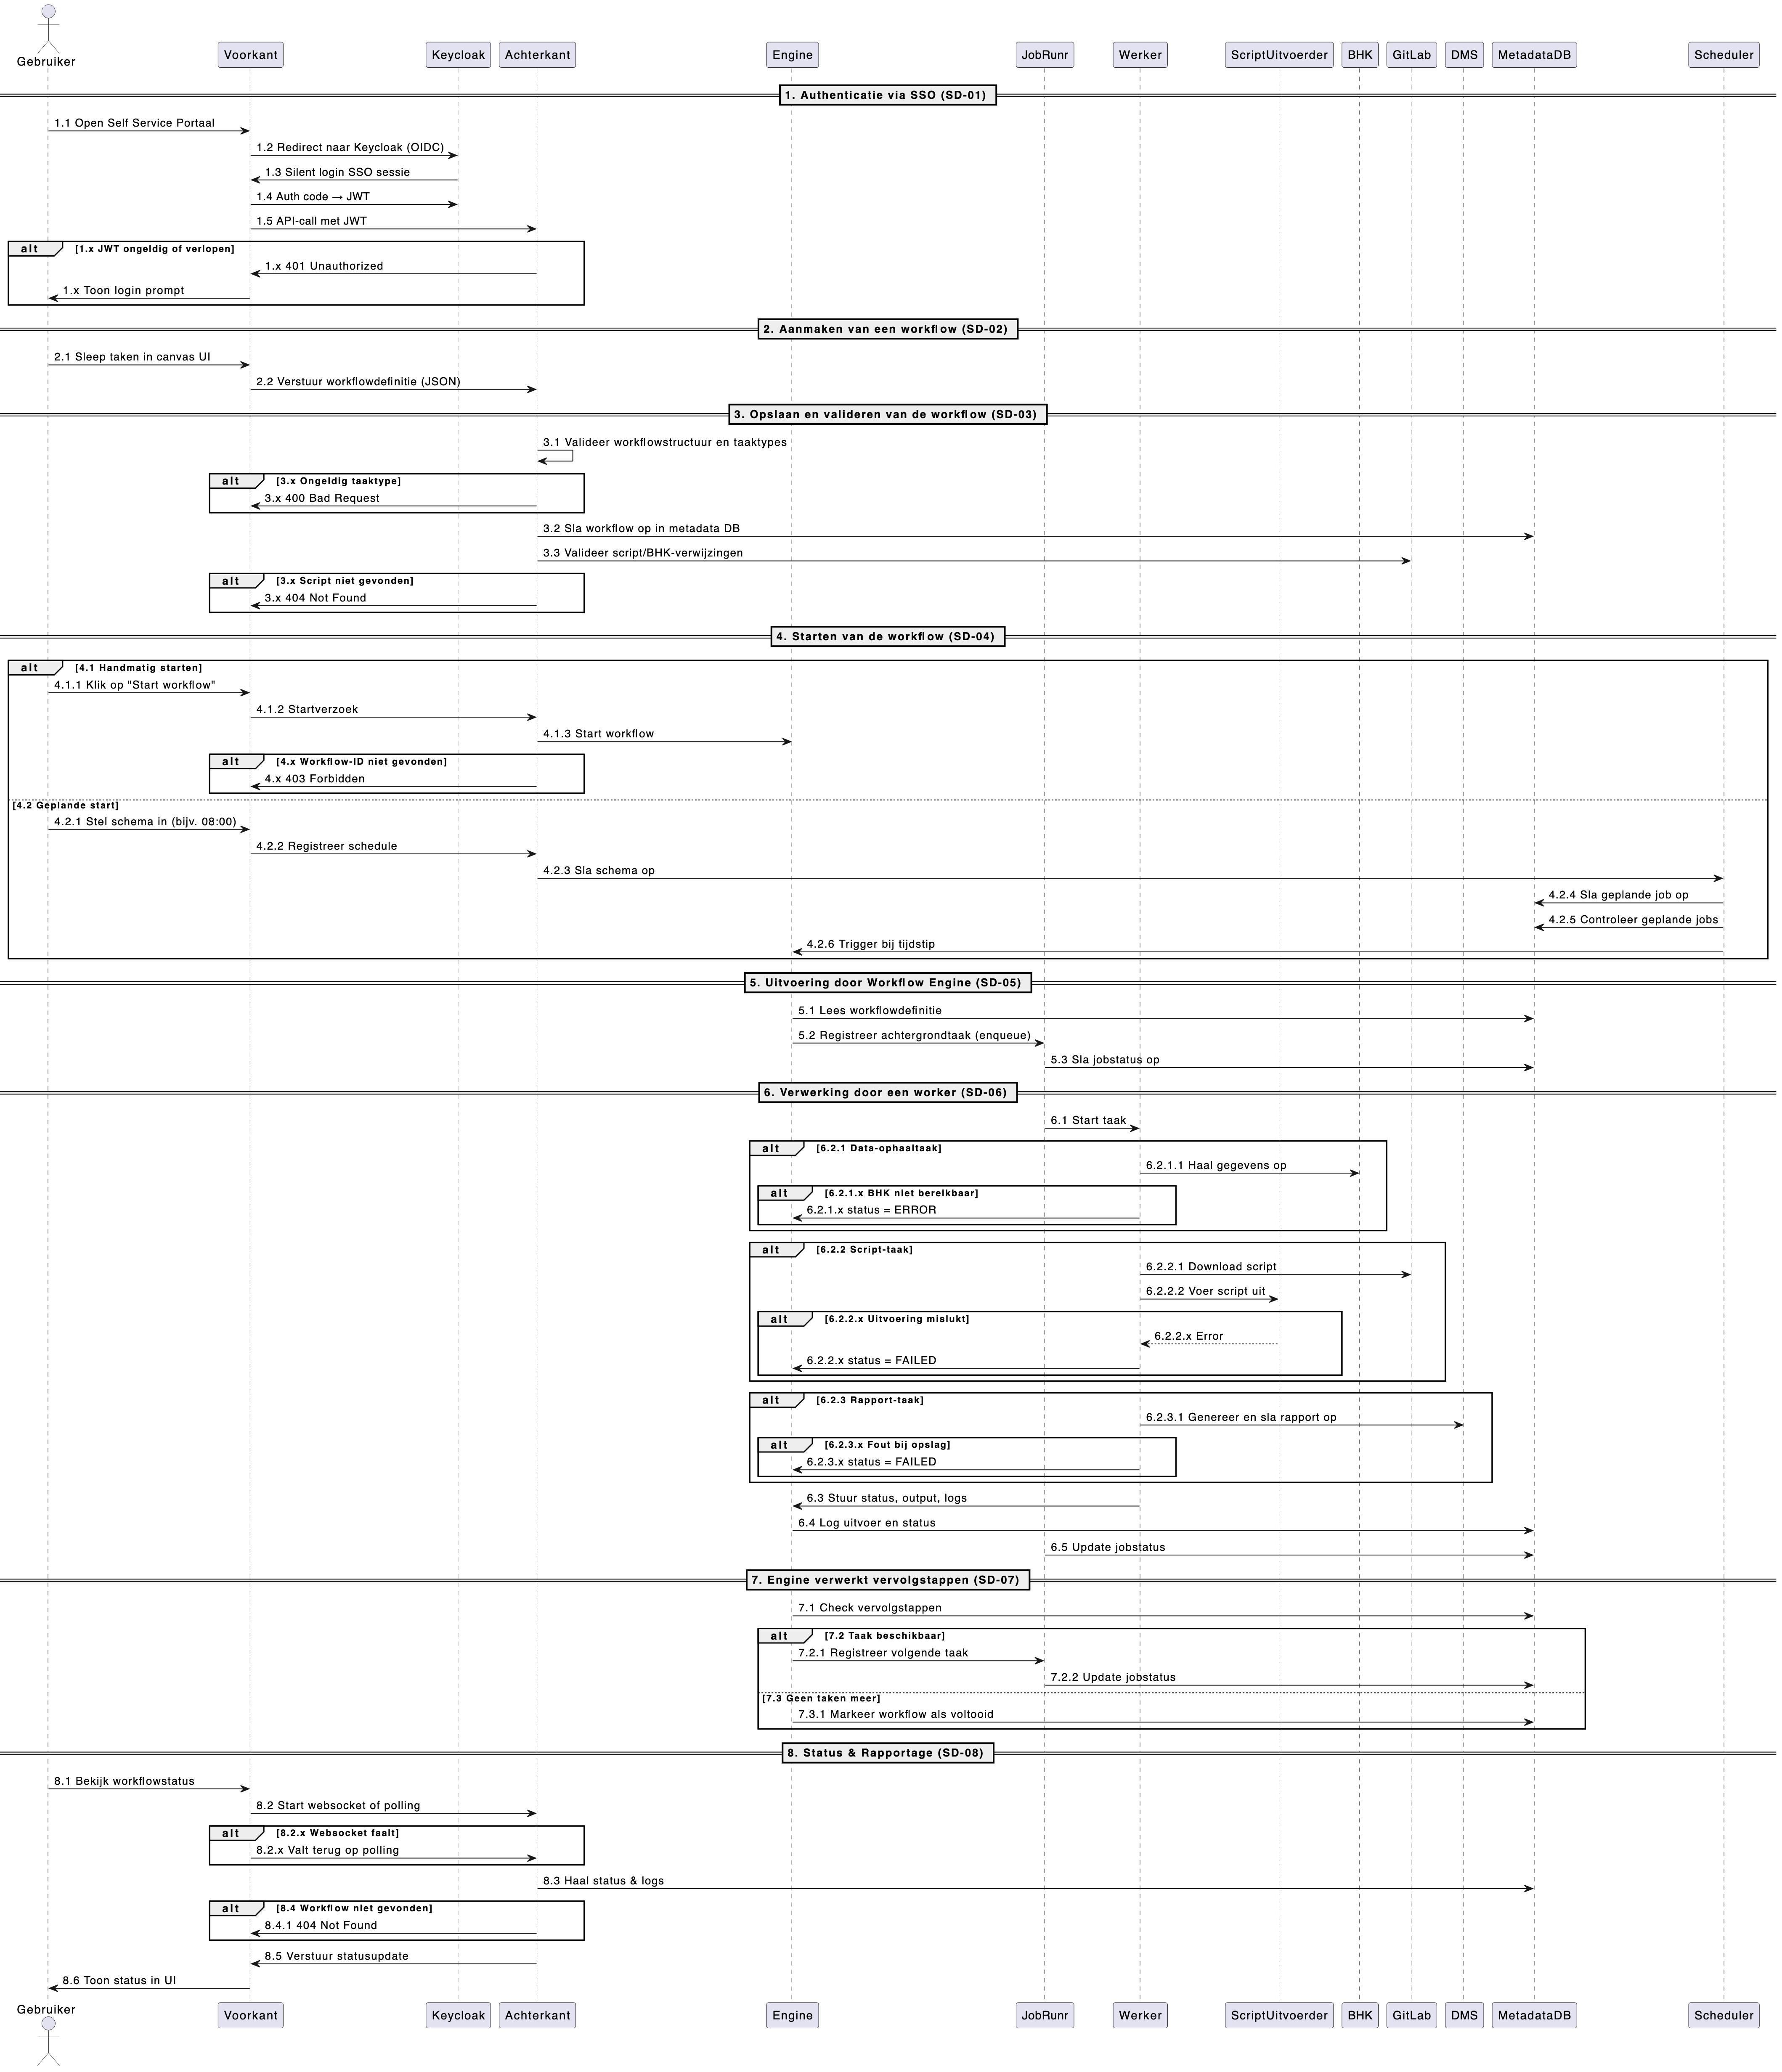 Gebruiker
Voorkant
Keycloak
Achterkant
Engine
JobRunr
Werker
ScriptUitvoerder
BHK
GitLab
DMS
MetadataDB
Scheduler
1. Authenticatie via SSO (SD-01)
1.1 Open Self Service Portaal
1.2 Redirect naar Keycloak (OIDC)
1.3 Silent login SSO sessie
1.4 Auth code → JWT
1.5 API-call met JWT
alt [1.x JWT ongeldig of verlopen]
1.x 401 Unauthorized
1.x Toon login prompt
2. Aanmaken van een workflow (SD-02)
2.1 Sleep taken in canvas UI
2.2 Verstuur workflowdefinitie (JSON)
3. Opslaan en valideren van de workflow (SD-03)
3.1 Valideer workflowstructuur en taaktypes
alt [3.x Ongeldig taaktype]
3.x 400 Bad Request
3.2 Sla workflow op in metadata DB
3.3 Valideer script/BHK-verwijzingen
alt [3.x Script niet gevonden]
3.x 404 Not Found
4. Starten van de workflow (SD-04)
alt [4.1 Handmatig starten]
4.1.1 Klik op "Start workflow"
4.1.2 Startverzoek
4.1.3 Start workflow
alt [4.x Workflow-ID niet gevonden]
4.x 403 Forbidden
[4.2 Geplande start]
4.2.1 Stel schema in (bijv. 08:00)
4.2.2 Registreer schedule
4.2.3 Sla schema op
4.2.4 Sla geplande job op
4.2.5 Controleer geplande jobs
4.2.6 Trigger bij tijdstip
5. Uitvoering door Workflow Engine (SD-05)
5.1 Lees workflowdefinitie
5.2 Registreer achtergrondtaak (enqueue)
5.3 Sla jobstatus op
6. Verwerking door een worker (SD-06)
6.1 Start taak
alt [6.2.1 Data-ophaaltaak]
6.2.1.1 Haal gegevens op
alt [6.2.1.x BHK niet bereikbaar]
6.2.1.x status = ERROR
alt [6.2.2 Script-taak]
6.2.2.1 Download script
6.2.2.2 Voer script uit
alt [6.2.2.x Uitvoering mislukt]
6.2.2.x Error
6.2.2.x status = FAILED
alt [6.2.3 Rapport-taak]
6.2.3.1 Genereer en sla rapport op
alt [6.2.3.x Fout bij opslag]
6.2.3.x status = FAILED
6.3 Stuur status, output, logs
6.4 Log uitvoer en status
6.5 Update jobstatus
7. Engine verwerkt vervolgstappen (SD-07)
7.1 Check vervolgstappen
alt [7.2 Taak beschikbaar]
7.2.1 Registreer volgende taak
7.2.2 Update jobstatus
[7.3 Geen taken meer]
7.3.1 Markeer workflow als voltooid
8. Status & Rapportage (SD-08)
8.1 Bekijk workflowstatus
8.2 Start websocket of polling
alt [8.2.x Websocket faalt]
8.2.x Valt terug op polling
8.3 Haal status & logs
alt [8.4 Workflow niet gevonden]
8.4.1 404 Not Found
8.5 Verstuur statusupdate
8.6 Toon status in UI
Gebruiker
Voorkant
Keycloak
Achterkant
Engine
JobRunr
Werker
ScriptUitvoerder
BHK
GitLab
DMS
MetadataDB
Scheduler